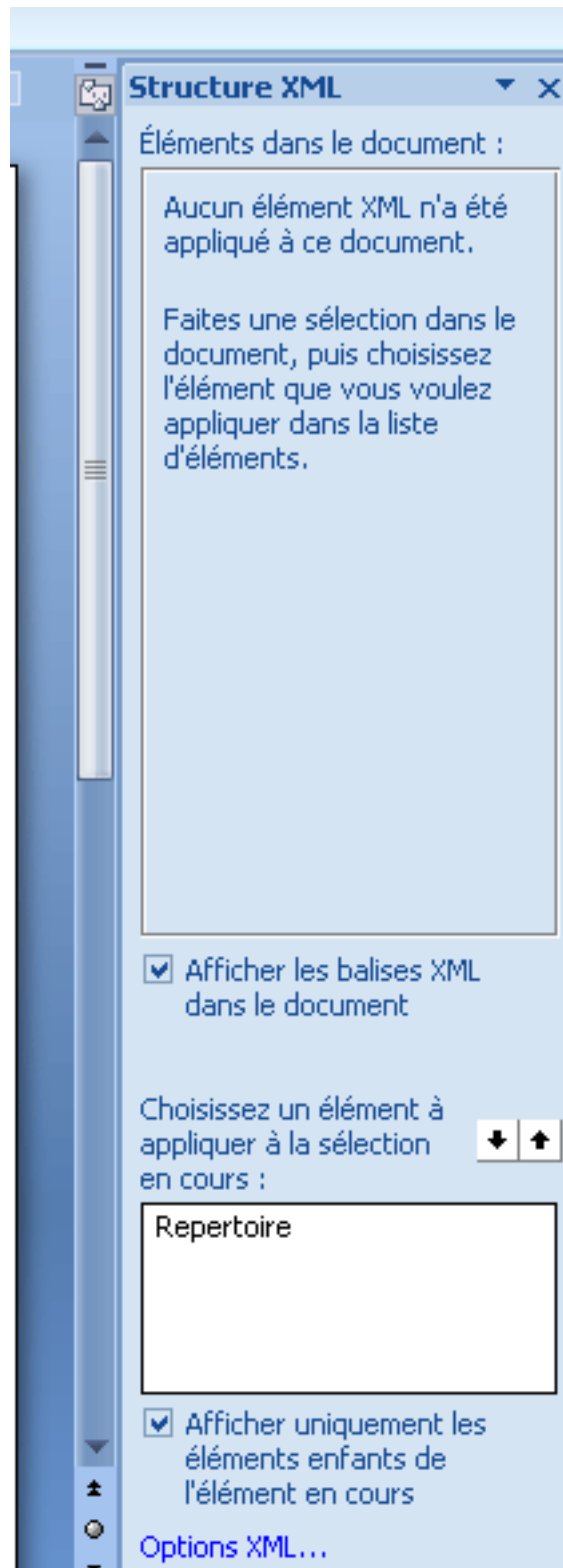 Structure XML
Éléments dans le document :
Aucun élément XML n'a été
appliqué à ce document.
Faites une sélection dans le
document, puis choisissez
l'élément que vous voulez
appliquer dans la liste
d'éléments.
Afficher les balises XML
dans le document
Choisissez un élément à
appliquer à la sélection
en cours :
Repertoire
Afficher uniquement les
éléments enfants de
l'élément en cours
Options XML...